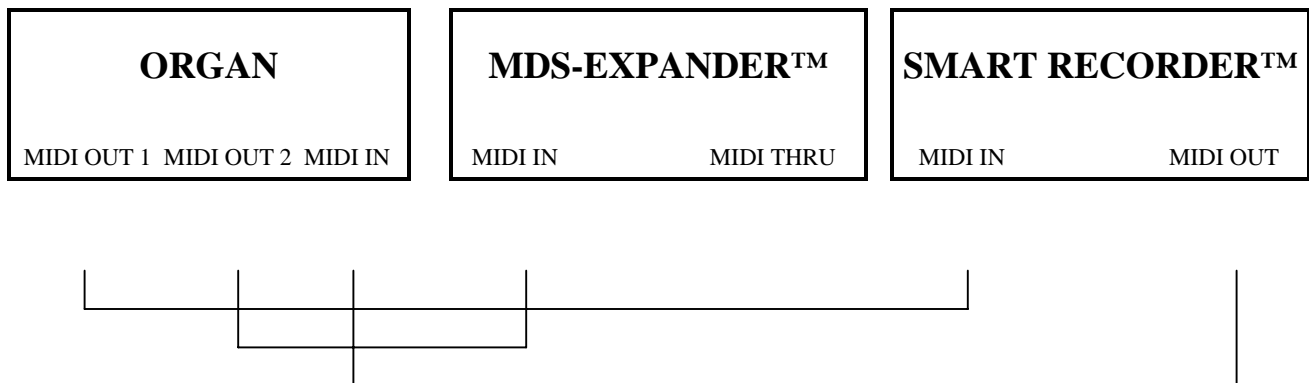 ORGAN
MIDI OUT 1 MIDI OUT 2 MIDI IN
MDS-EXPANDER™
MIDI IN MIDI THRU
SMART RECORDER™
MIDI IN MIDI OUT